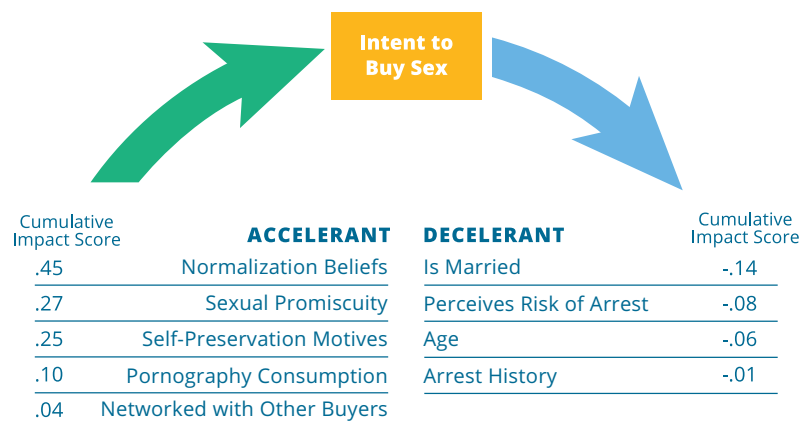 Intent to
Buy Sex
Cumulative
Impact Score
ACCELERANT
.45 Normalization Beliefs
.27 Sexual Promiscuity
.25 Self-Preservation Motives
.10 Pornography Consumption
.04 Networked with Other Buyers
DECELERANT
Cumulative
Impact Score
Is Married -.14
Perceives Risk of Arrest -.08
Age -.06
Arrest History -.01